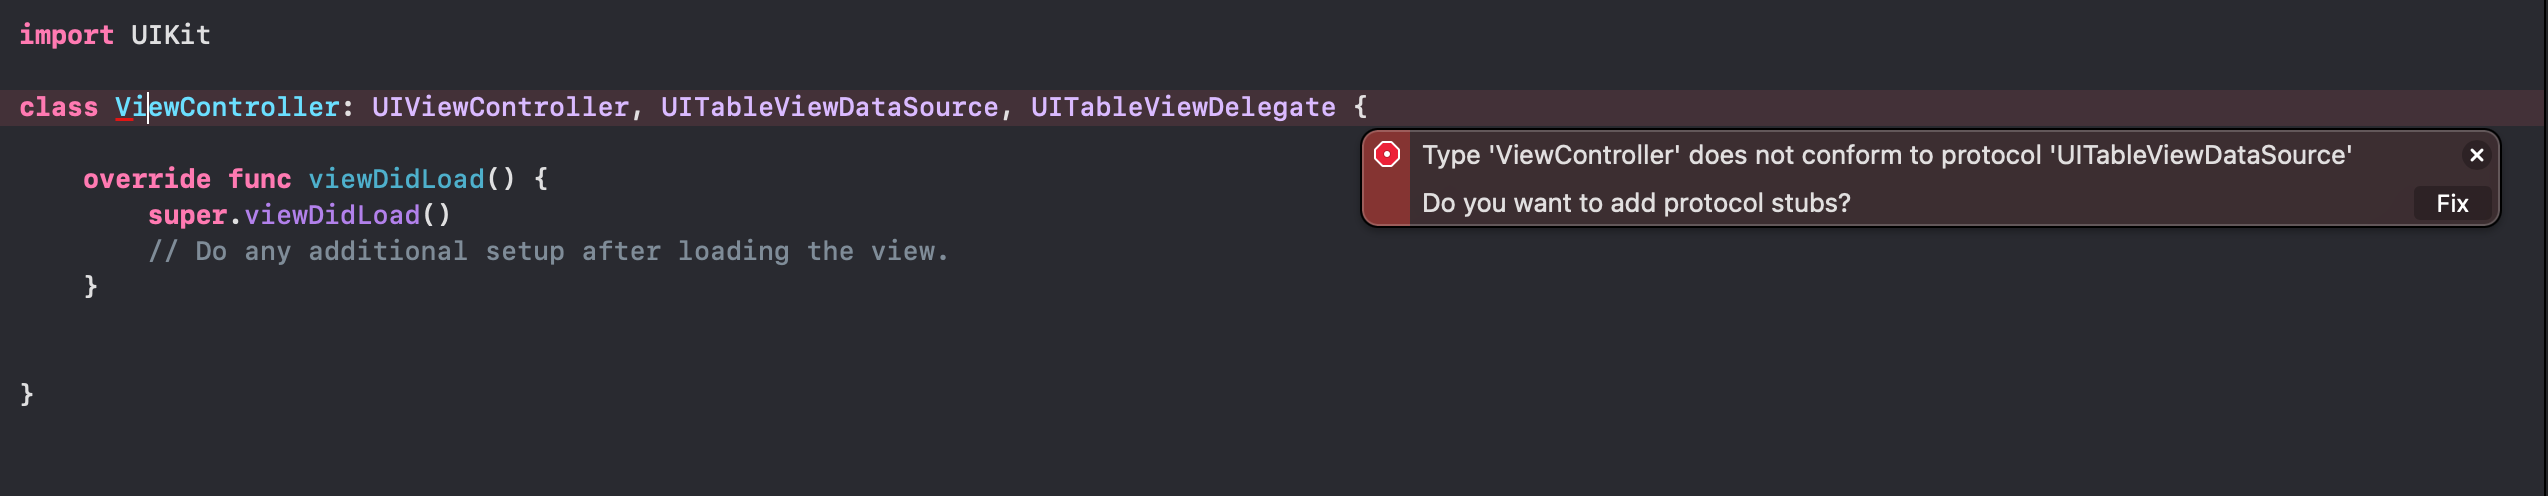 import UIKit
class ViewController: UIViewController, UITableViewDataSource, UITableViewDelegate {
Type 'ViewController' does not conform to protocol 'UITableViewDataSource'
override func viewDidLoad() {
Do you want to add protocol stubs?
Fix
super.viewDidLoad()
// Do any additional setup after loading the view.
}
}